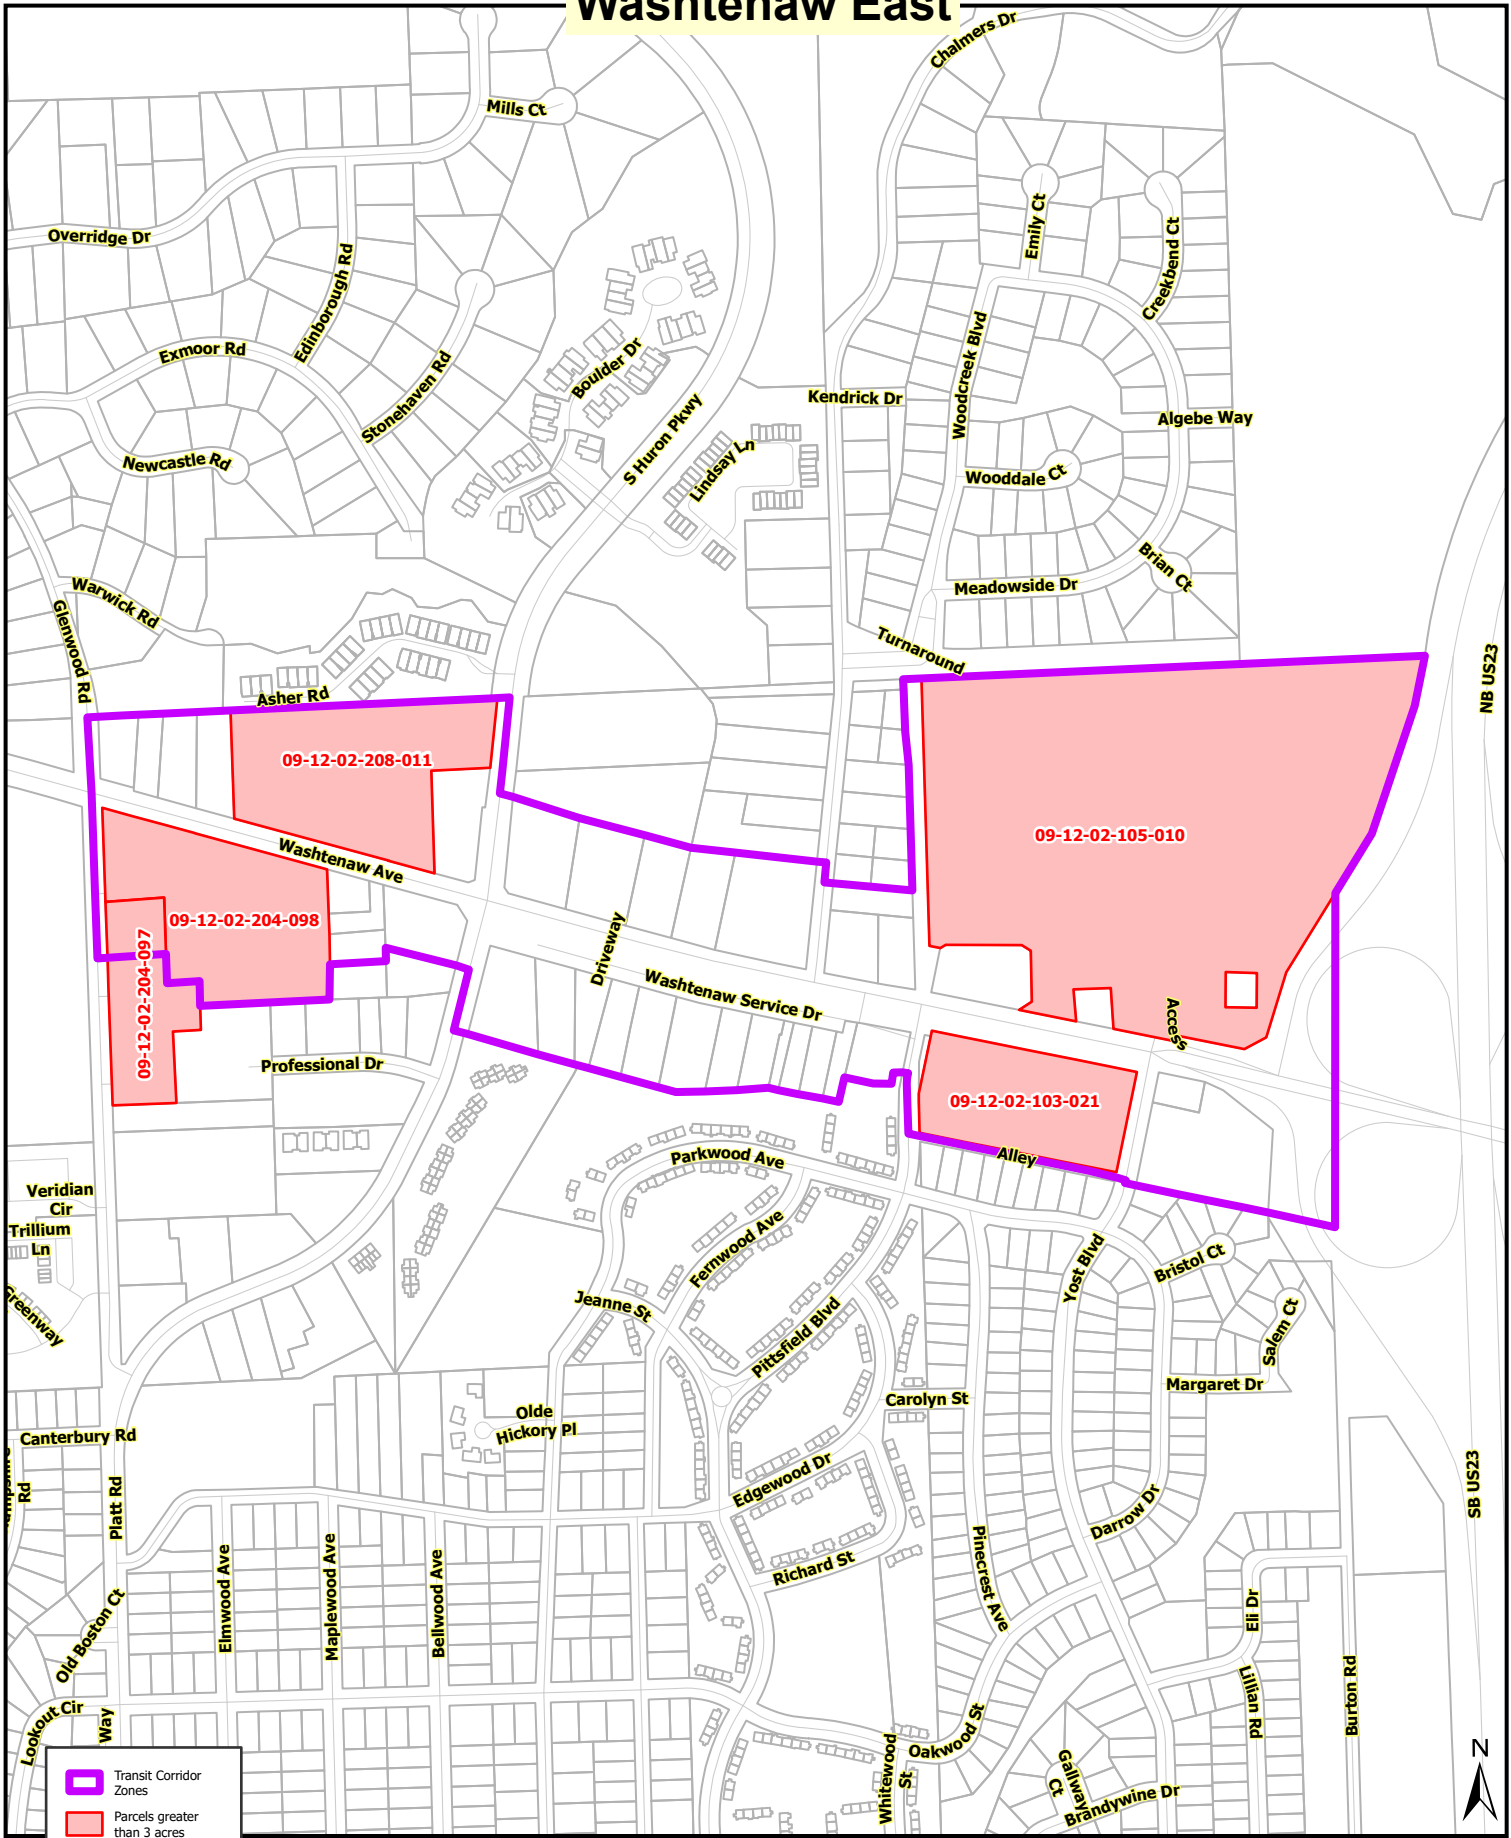 Washtenaw East
Chalmers Dr
Mills Ct
Emily Ct
Creekbend Ct
Overridge Dr
Edinborough Rd
Exmoor Rd
Stonehaven Rd
Boulder Dr
Woodcreek Blvd
Kendrick Dr
Algebe Way
S Huron Pkwy
Lindsay Ln
Newcastle Rd
Wooddale Ct
Brian Ct
Meadowside Dr
Warwick Rd
Glenwood Rd
Turnaround
NB US23
Asher Rd
09-12-02-208-011
09-12-02-105-010
Washtenaw Ave
09-12-02-204-098
09-12-02-204-097
Driveway
Washtenaw Service Dr
Access
Professional Dr
09-12-02-103-021
Alley
Parkwood Ave
Veridian
Cir
Trillium
Ln
Greenway
Fernwood Ave
Yost Blvd
Bristol Ct
Jeanne St
Pittsfield Blvd
Salem Ct
Margaret Dr
Carolyn St
Olde
Hickory Pl
Canterbury Rd
Rd
Platt Rd
Edgewood Dr
SB US23
Darrow Dr
Pinecrest Ave
Richard St
Elmwood Ave
Maplewood Ave
Bellwood Ave
Old Boston Ct
Eli Dr
Lillian Rd
Burton Rd
Lookout Cir
Way
Oakwood St
Whitewood
St
Gallway
Ct
Brandywine Dr
N
Transit Corridor
Zones
Parcels greater
than 3 acres